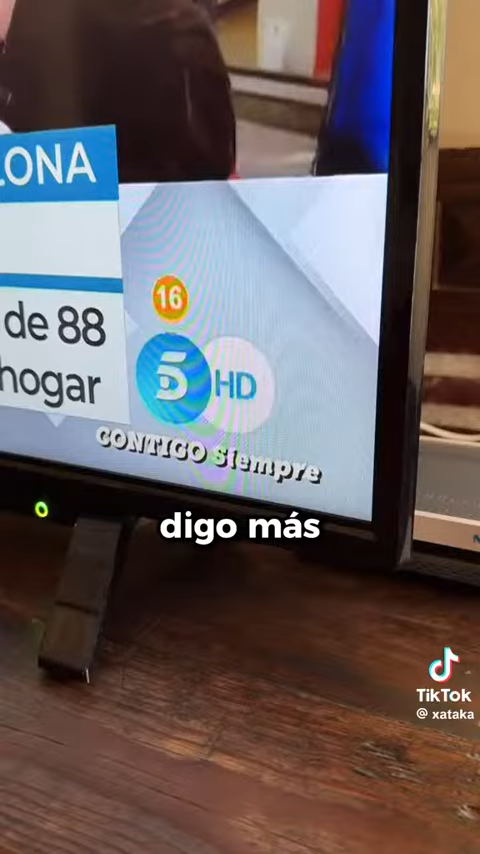 LONA
de 88
hogar
16
5 HD
CONTIGO Siempre
digo más
TikTok
@ xataka